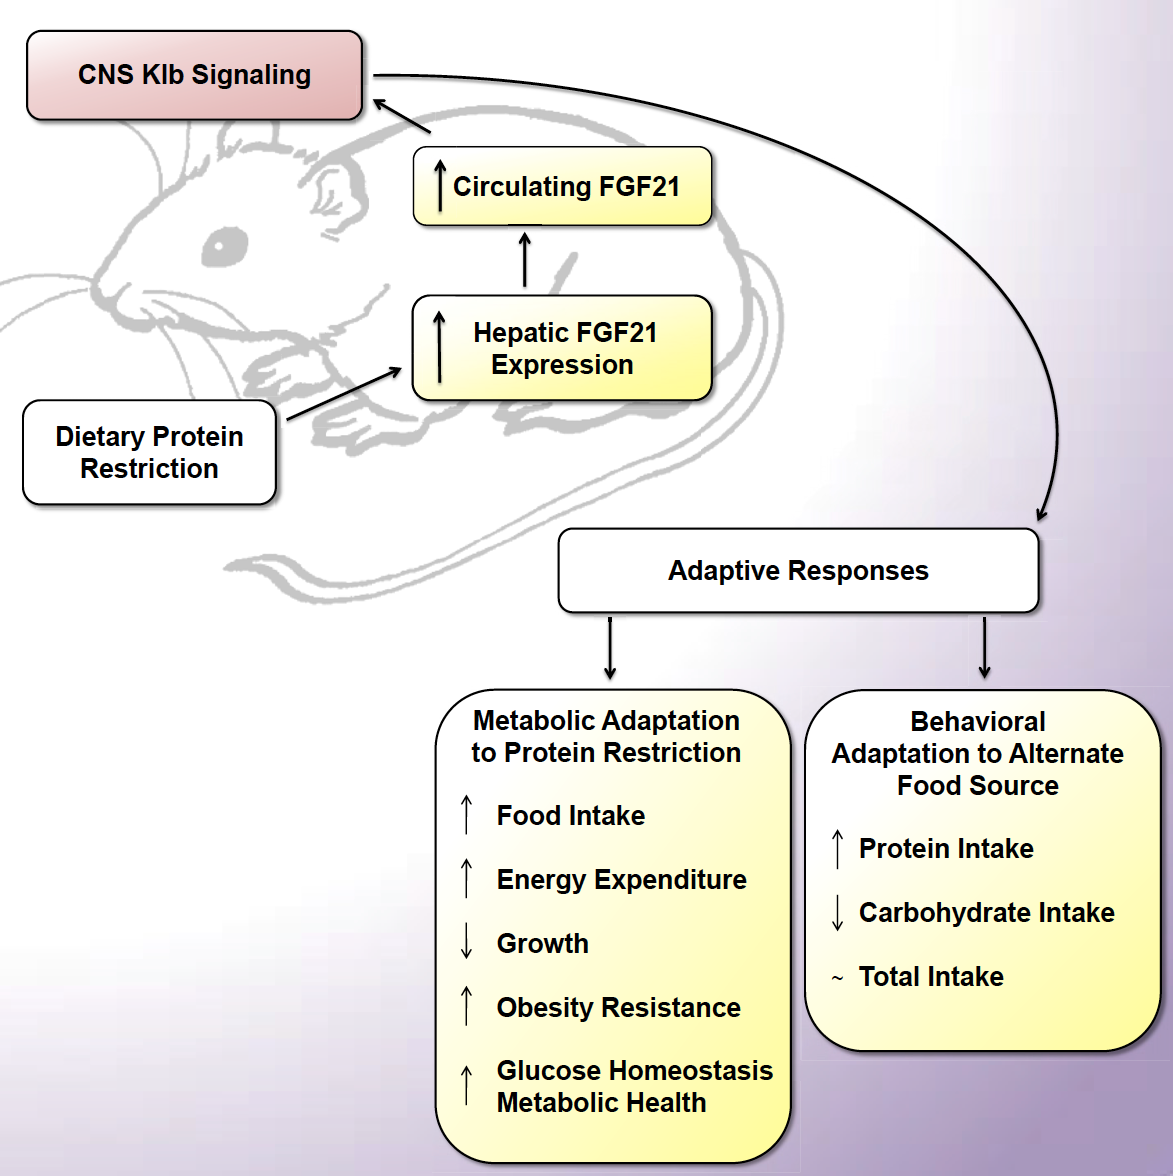 CNS Klb Signaling
↑ Circulating FGF21
↑ Hepatic FGF21
Expression
Dietary Protein
Restriction
Adaptive Responses
Metabolic Adaptation
to Protein Restriction
↑ Food Intake
↑ Energy Expenditure
↓ Growth
↑ Obesity Resistance
↑ Glucose Homeostasis
Metabolic Health
Behavioral
Adaptation to Alternate
Food Source
↑ Protein Intake
↓ Carbohydrate Intake
~ Total Intake